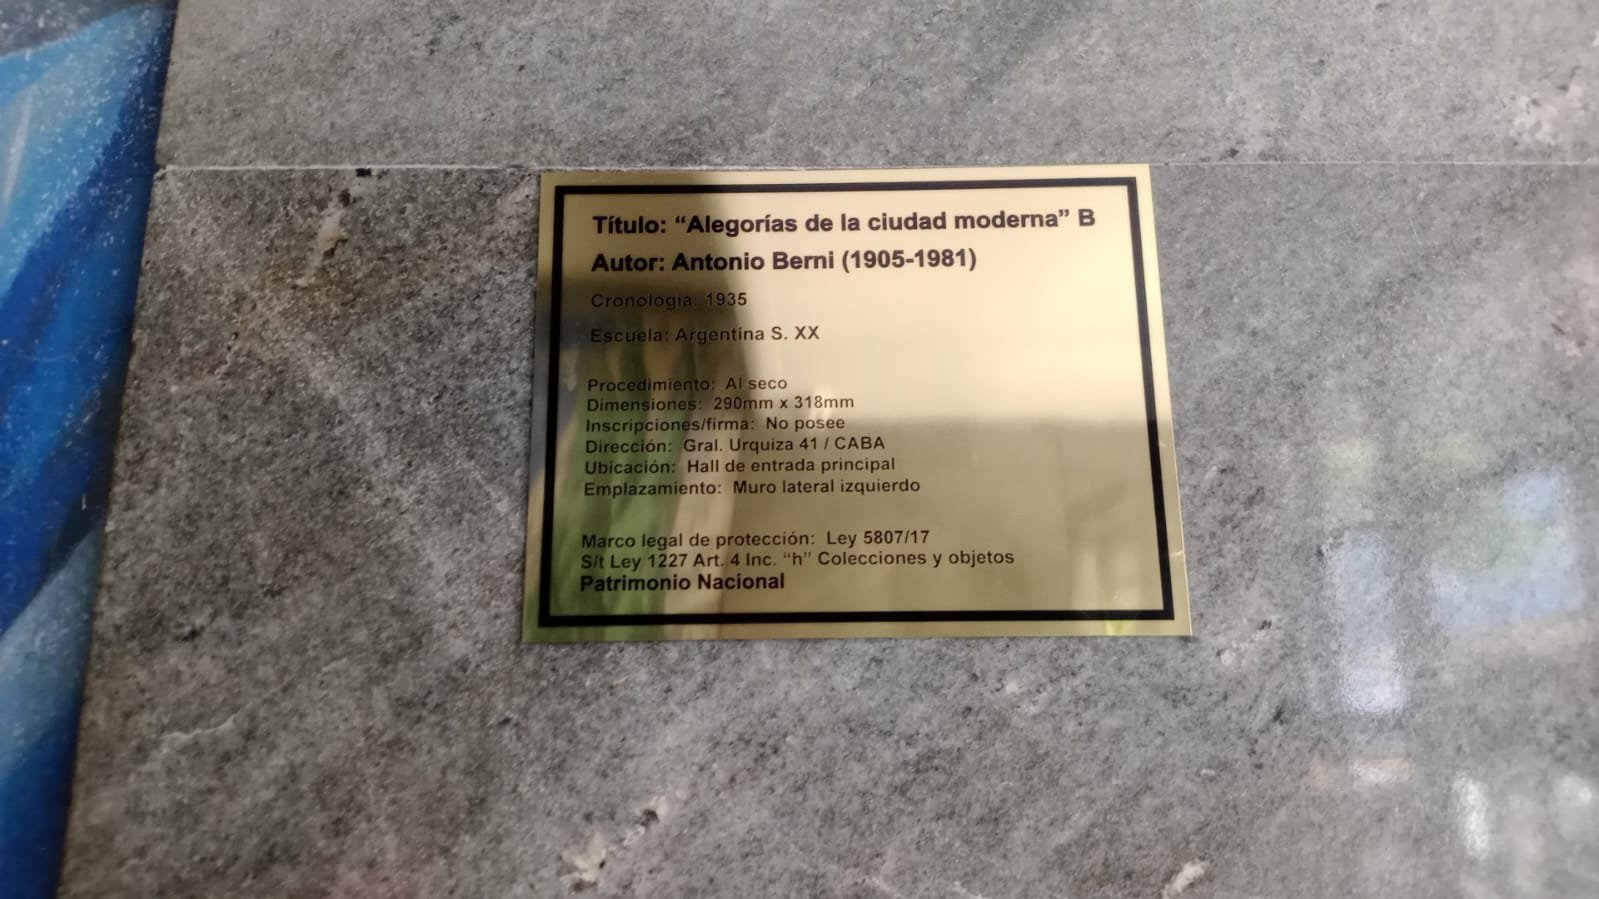 Título: “Alegorías de la ciudad moderna” B
Autor: Antonio Berni (1905-1981)
Cronología: 1935
Escuela: Argentina S. XX
Procedimiento: Al seco
Dimensiones: 290mm x 318mm
Inscripciones/firma: No posee
Dirección: Gral. Urquiza 41 / CABA
Ubicación: Hall de entrada principal
Emplazamiento: Muro lateral izquierdo
Marco legal de protección: Ley 5807/17
S/t Ley 1227 Art. 4 Inc. “h” Colecciones y objetos
Patrimonio Nacional